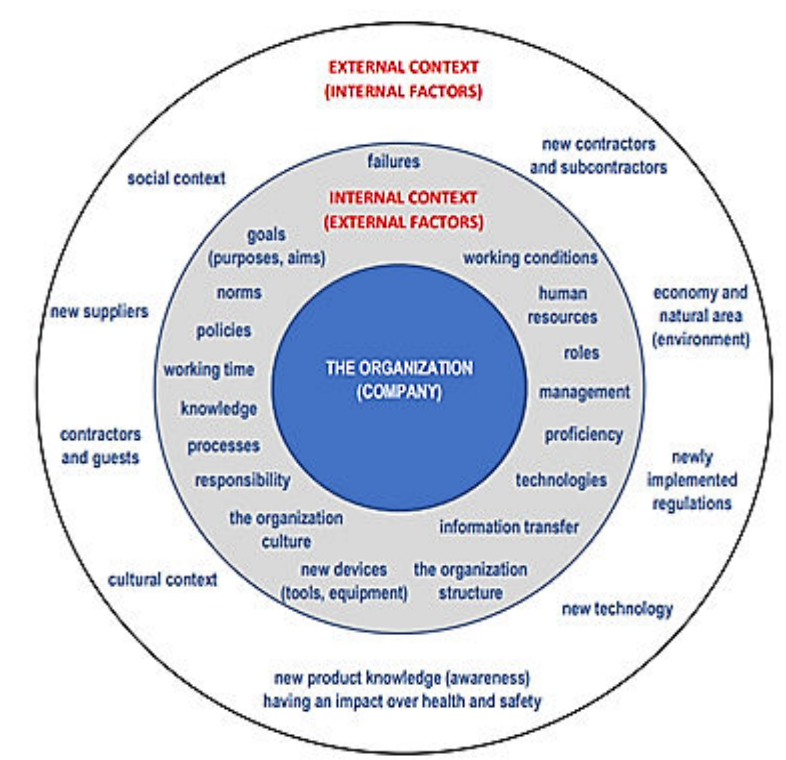 EXTERNAL CONTEXT
(INTERNAL FACTORS)
new contractors
and subcontractors
failures
social context
INTERNAL CONTEXT
(EXTERNAL FACTORS)
goals
(purposes, aims)
working conditions
norms
human
resources
economy and
natural area
(environment)
new suppliers
policies
roles
working time
THE ORGANIZATION
(COMPANY)
management
knowledge
contractors
and guests
processes
proficiency
newly
implemented
regulations
responsibility
technologies
the organization
culture
information transfer
cultural context
new devices
(tools, equipment)
the organization
structure
new technology
new product knowledge (awareness)
having an impact over health and safety